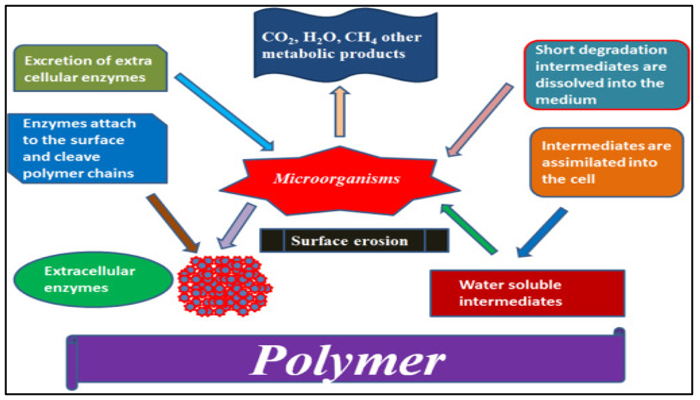 CO₂, H₂O, CH₄ other
metabolic products
Excretion of extra
cellular enzymes
Short degradation
intermediates are
dissolved into the
medium
Enzymes attach
to the surface
and cleave
polymer chains
Intermediates are
assimilated into
the cell
Microorganisms
Surface erosion
Extracellular
enzymes
Water soluble
intermediates
Polymer